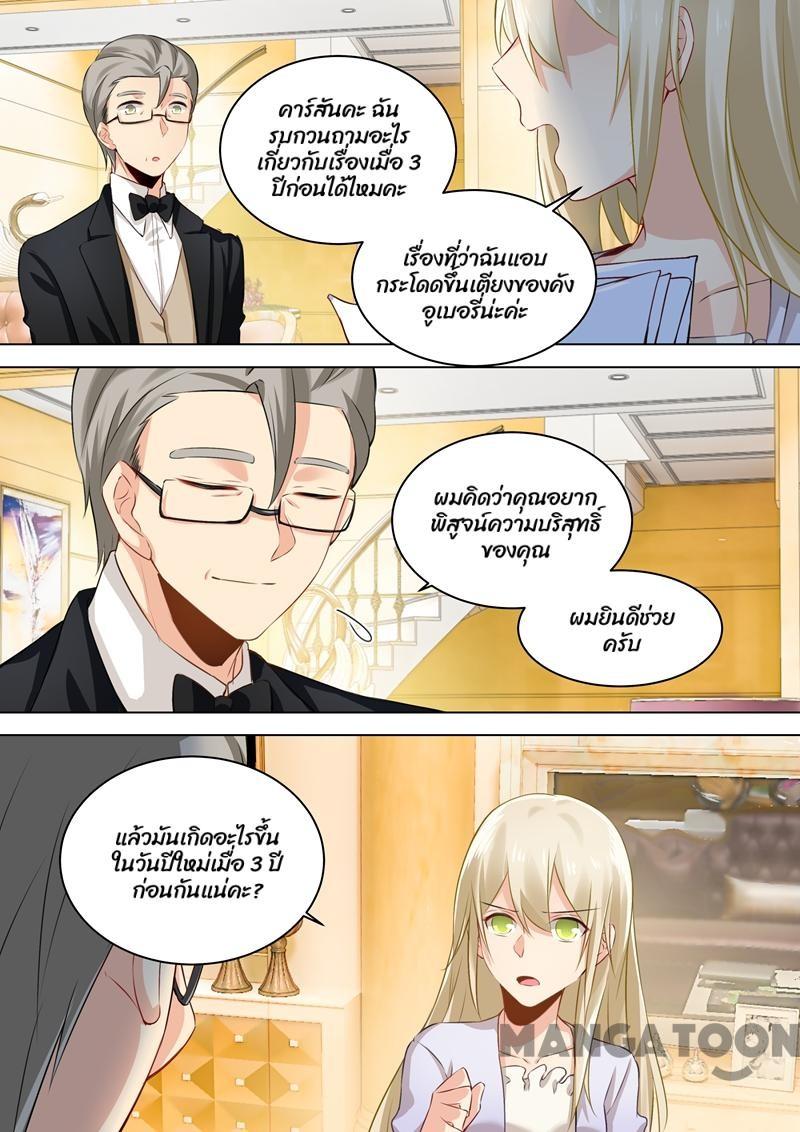 คาร์สันคะ ฉัน
รบกวนถามอะไร
เกี่ยวกับเรื่องเมื่อ 3
ปีก่อนได้ไหมคะ
เรื่องที่ว่าฉันแอบ
กระโดดขึ้นเตียงของคัง
อูเบอรี่น่ะค่ะ
ผมคิดว่าคุณอยาก
พิสูจน์ความบริสุทธิ์
ของคุณ
ผมยินดีช่วย
ครับ
แล้วมันเกิดอะไรขึ้น
ในวันปีใหม่เมื่อ 3 ปี
ก่อนกันแน่คะ?
MANGATOON